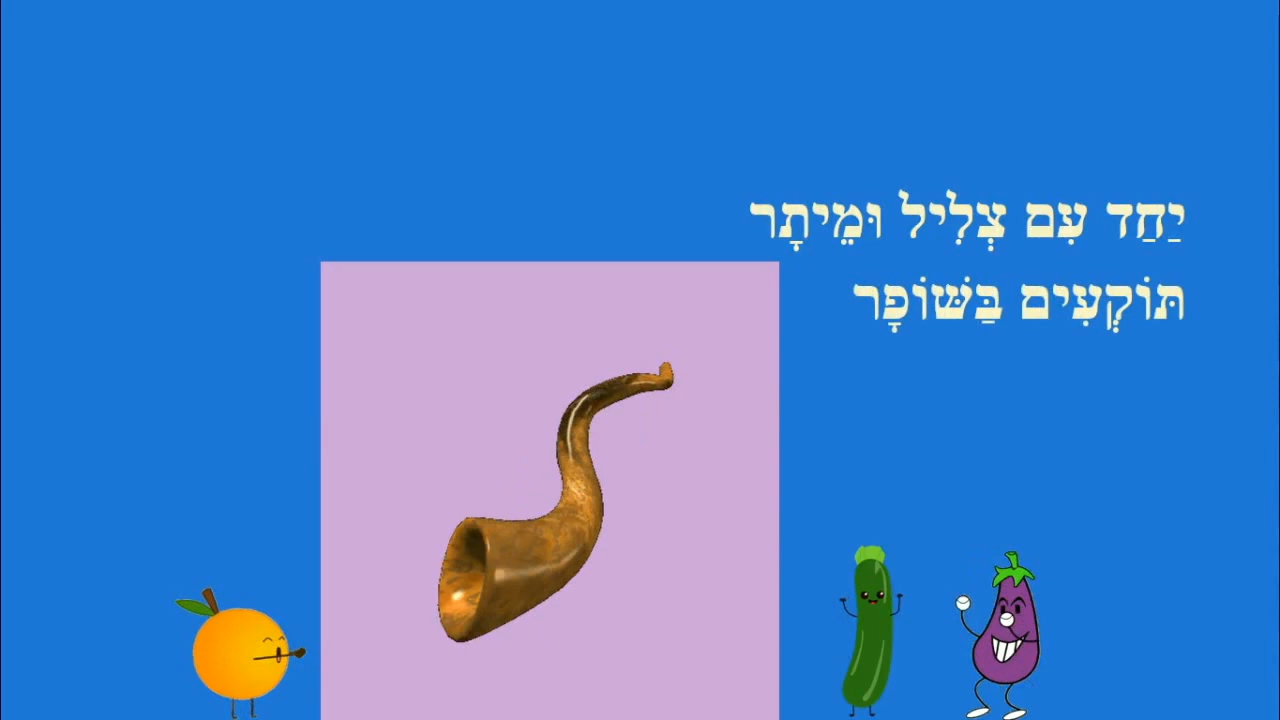 יַחַד עִם צְלִיל וּמֵיתָר
תּוֹקְעִים בַּשּׁוֹפָר